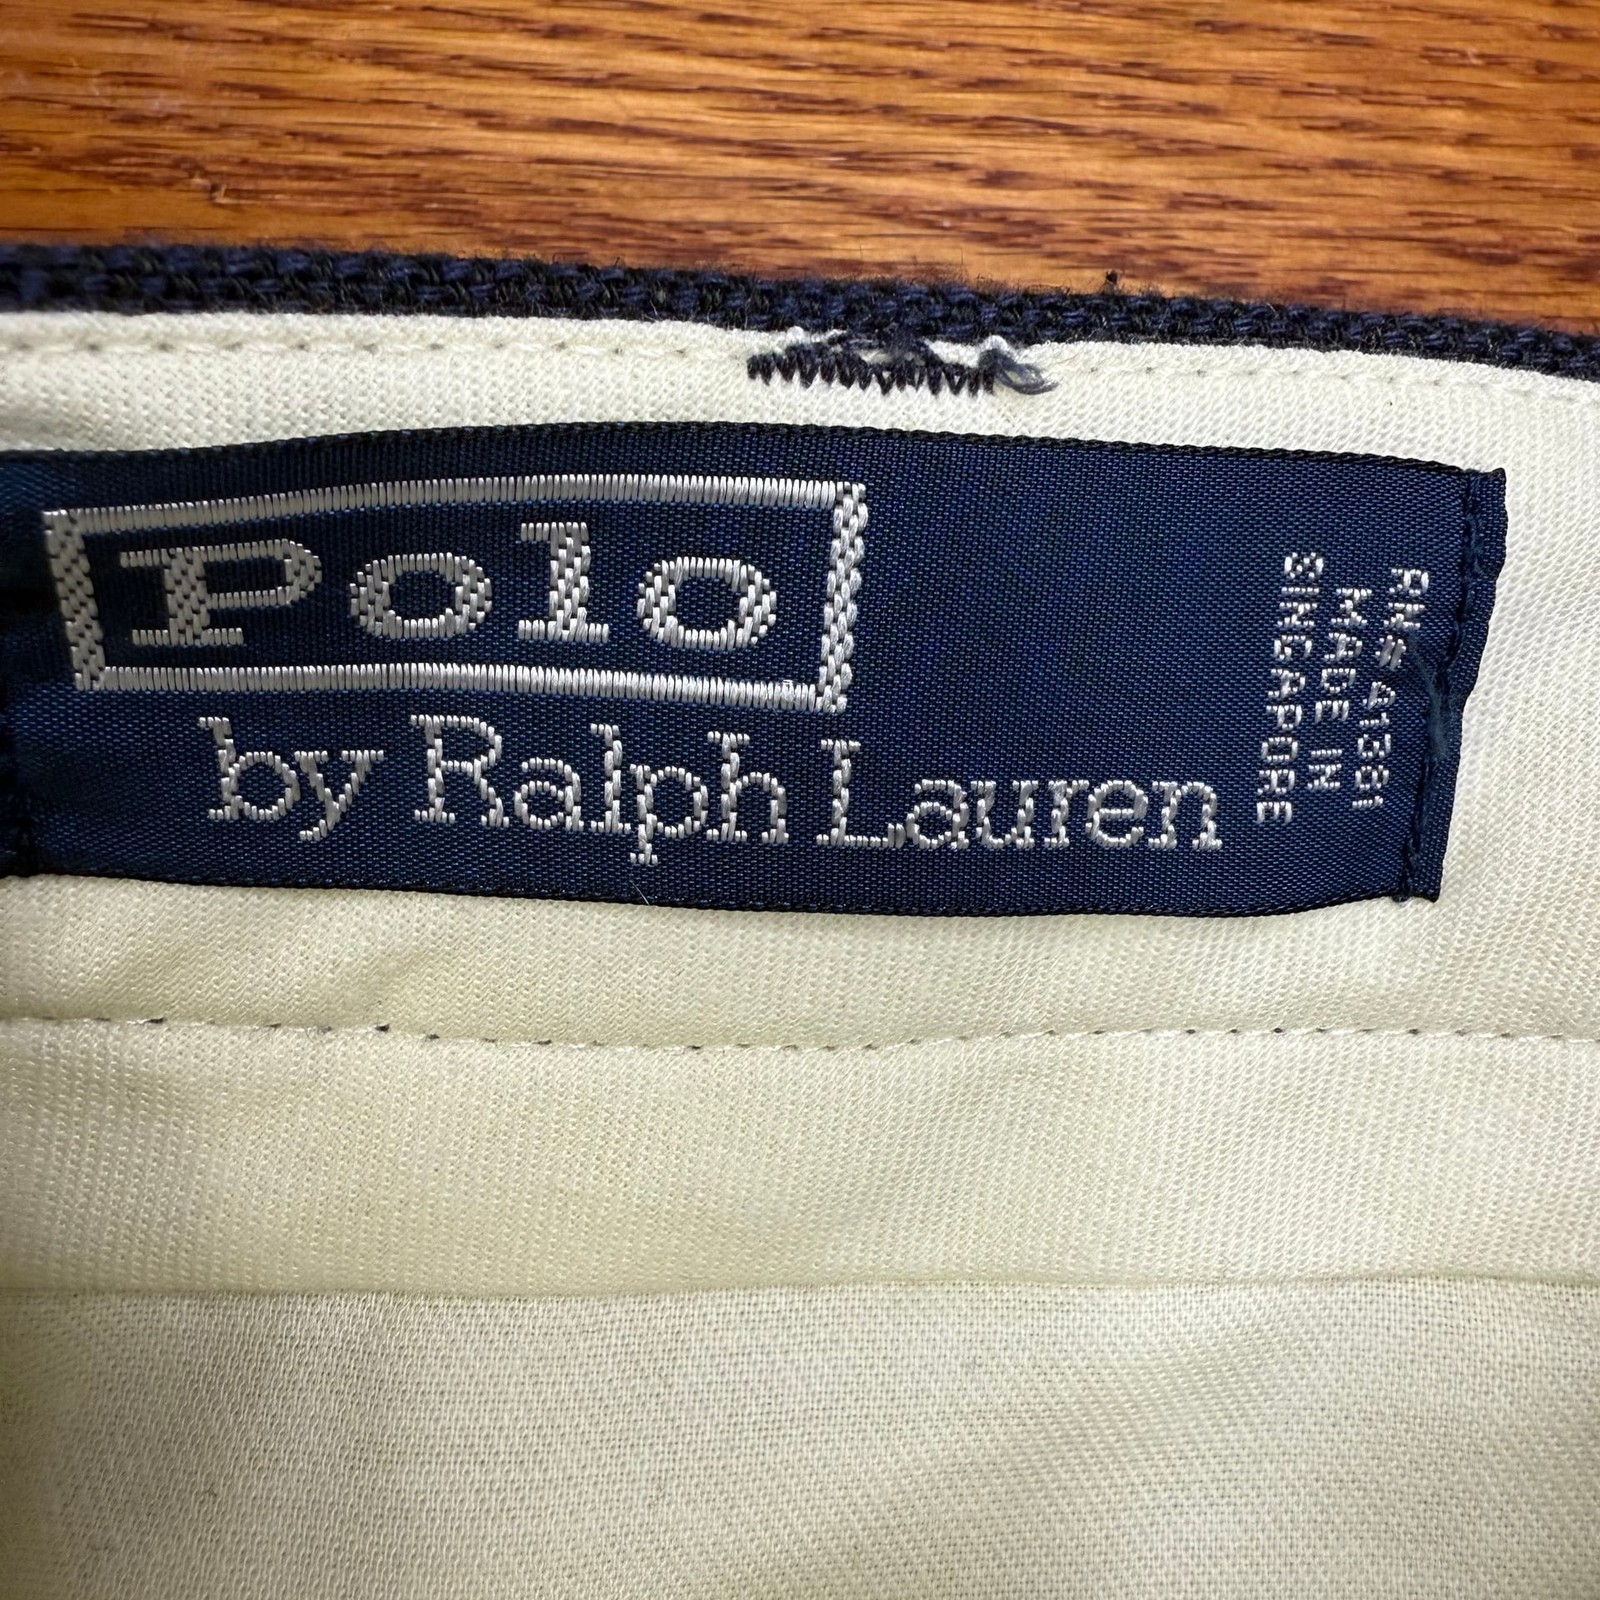 Polo
by Ralph Lauren
RN# 41381
MADE IN
SINGAPORE